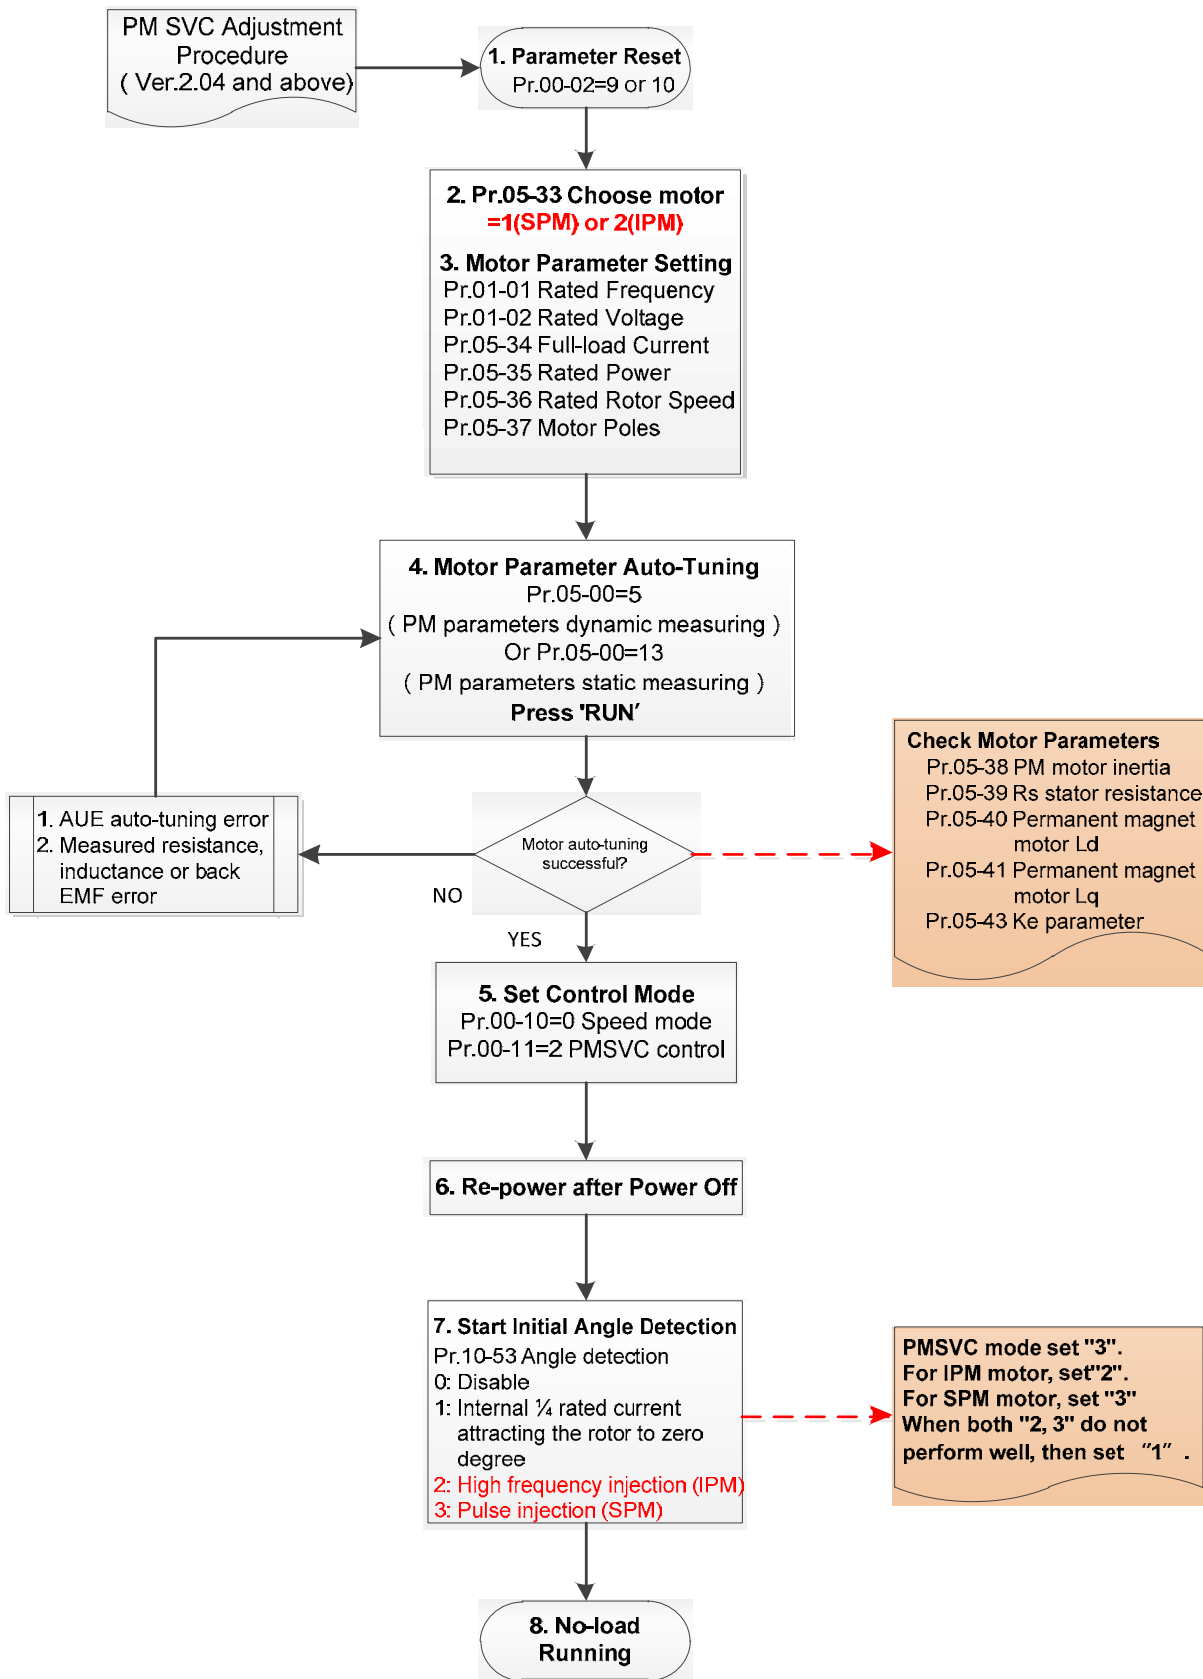 PM SVC Adjustment
Procedure
( Ver.2.04 and above)
1. Parameter Reset
Pr.00-02=9 or 10
2. Pr.05-33 Choose motor
=1(SPM) or 2(IPM)
3. Motor Parameter Setting
Pr.01-01 Rated Frequency
Pr.01-02 Rated Voltage
Pr.05-34 Full-load Current
Pr.05-35 Rated Power
Pr.05-36 Rated Rotor Speed
Pr.05-37 Motor Poles
4. Motor Parameter Auto-Tuning
Pr.05-00=5
( PM parameters dynamic measuring )
Or Pr.05-00=13
( PM parameters static measuring )
Press 'RUN'
Motor auto-tuning
successful?
NO
YES
1. AUE auto-tuning error
2. Measured resistance,
inductance or back
EMF error
Check Motor Parameters
Pr.05-38 PM motor inertia
Pr.05-39 Rs stator resistance
Pr.05-40 Permanent magnet
motor Ld
Pr.05-41 Permanent magnet
motor Lq
Pr.05-43 Ke parameter
5. Set Control Mode
Pr.00-10=0 Speed mode
Pr.00-11=2 PMSVC control
6. Re-power after Power Off
7. Start Initial Angle Detection
Pr.10-53 Angle detection
0: Disable
1: Internal ¼ rated current
attracting the rotor to zero
degree
2: High frequency injection (IPM)
3: Pulse injection (SPM)
PMSVC mode set "3".
For IPM motor, set"2".
For SPM motor, set "3"
When both "2, 3" do not
perform well, then set "1" .
8. No-load
Running